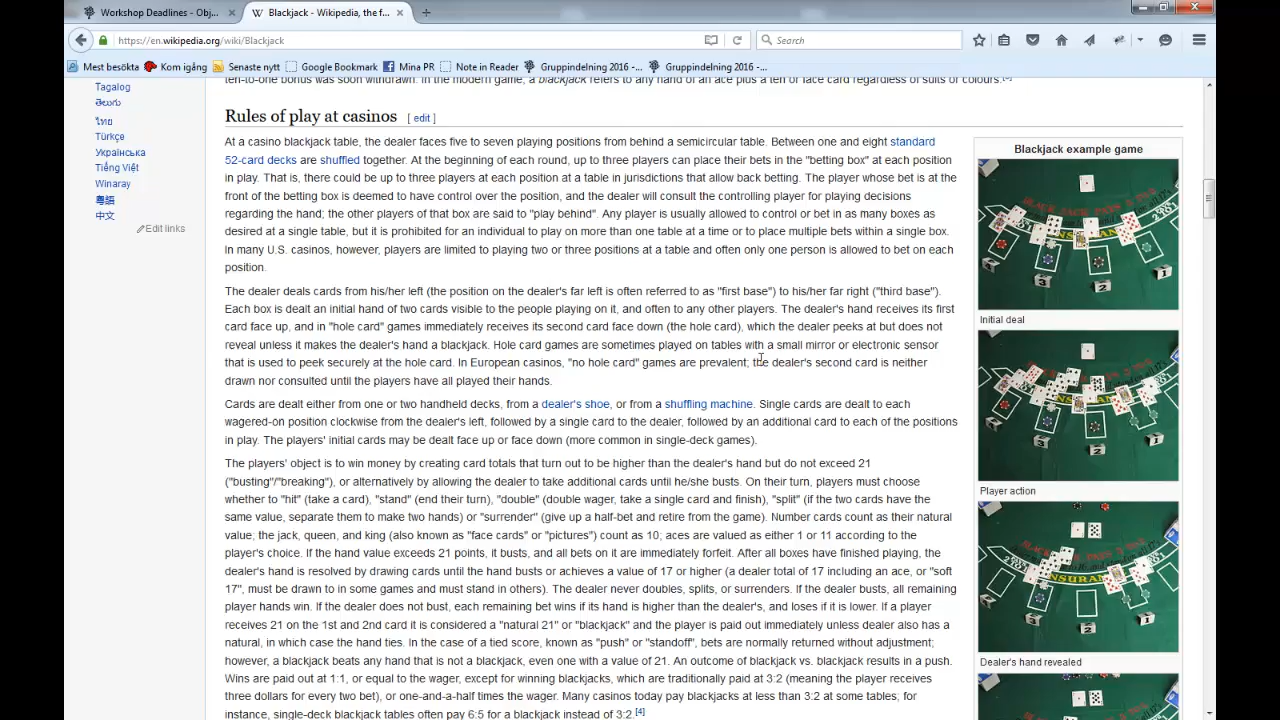 Workshop Deadlines - Obj...
Blackjack - Wikipedia, the f...
https://en.wikipedia.org/wiki/Blackjack
Search
Mest besökta
Kom igång
Senaste nytt
Google Bookmark
Mina PR
Note in Reader
Gruppindelning 2016 -...
Gruppindelning 2016 -...
ten-to-one bonus was soon withdrawn. In the modern game, a blackjack refers to any hand of an ace plus a ten or face card regardless of suits or colours.
Tagalog
తెలుగు
ไทย
Türkçe
Українська
Tiếng Việt
Winaray
粵語
中文
Edit links
Rules of play at casinos [ edit ]
At a casino blackjack table, the dealer faces five to seven playing positions from behind a semicircular table. Between one and eight standard
52-card decks are shuffled together. At the beginning of each round, up to three players can place their bets in the "betting box" at each position
in play. That is, there could be up to three players at each position at a table in jurisdictions that allow back betting. The player whose bet is at the
front of the betting box is deemed to have control over the position, and the dealer will consult the controlling player for playing decisions
regarding the hand; the other players of that box are said to "play behind". Any player is usually allowed to control or bet in as many boxes as
desired at a single table, but it is prohibited for an individual to play on more than one table at a time or to place multiple bets within a single box.
In many U.S. casinos, however, players are limited to playing two or three positions at a table and often only one person is allowed to bet on each
position.
The dealer deals cards from his/her left (the position on the dealer's far left is often referred to as "first base") to his/her far right ("third base").
Each box is dealt an initial hand of two cards visible to the people playing on it, and often to any other players. The dealer's hand receives its first
card face up, and in "hole card" games immediately receives its second card face down (the hole card), which the dealer peeks at but does not
reveal unless it makes the dealer's hand a blackjack. Hole card games are sometimes played on tables with a small mirror or electronic sensor
that is used to peek securely at the hole card. In European casinos, "no hole card" games are prevalent; the dealer's second card is neither
drawn nor consulted until the players have all played their hands.
Cards are dealt either from one or two handheld decks, from a dealer's shoe, or from a shuffling machine. Single cards are dealt to each
wagered-on position clockwise from the dealer's left, followed by a single card to the dealer, followed by an additional card to each of the positions
in play. The players' initial cards may be dealt face up or face down (more common in single-deck games).
The players' object is to win money by creating card totals that turn out to be higher than the dealer's hand but do not exceed 21
("busting"/"breaking"), or alternatively by allowing the dealer to take additional cards until he/she busts. On their turn, players must choose
whether to "hit" (take a card), "stand" (end their turn), "double" (double wager, take a single card and finish), "split" (if the two cards have the
same value, separate them to make two hands) or "surrender" (give up a half-bet and retire from the game). Number cards count as their natural
value; the jack, queen, and king (also known as "face cards" or "pictures") count as 10; aces are valued as either 1 or 11 according to the
player's choice. If the hand value exceeds 21 points, it busts, and all bets on it are immediately forfeit. After all boxes have finished playing, the
dealer's hand is resolved by drawing cards until the hand busts or achieves a value of 17 or higher (a dealer total of 17 including an ace, or "soft
17", must be drawn to in some games and must stand in others). The dealer never doubles, splits, or surrenders. If the dealer busts, all remaining
player hands win. If the dealer does not bust, each remaining bet wins if its hand is higher than the dealer's, and loses if it is lower. If a player
receives 21 on the 1st and 2nd card it is considered a "natural 21" or "blackjack" and the player is paid out immediately unless dealer also has a
natural, in which case the hand ties. In the case of a tied score, known as "push" or "standoff", bets are normally returned without adjustment;
however, a blackjack beats any hand that is not a blackjack, even one with a value of 21. An outcome of blackjack vs. blackjack results in a push.
Wins are paid out at 1:1, or equal to the wager, except for winning blackjacks, which are traditionally paid at 3:2 (meaning the player receives
three dollars for every two bet), or one-and-a-half times the wager. Many casinos today pay blackjacks at less than 3:2 at some tables; for
instance, single-deck blackjack tables often pay 6:5 for a blackjack instead of 3:2.[4]
Blackjack example game
Initial deal
Player action
Dealer's hand revealed